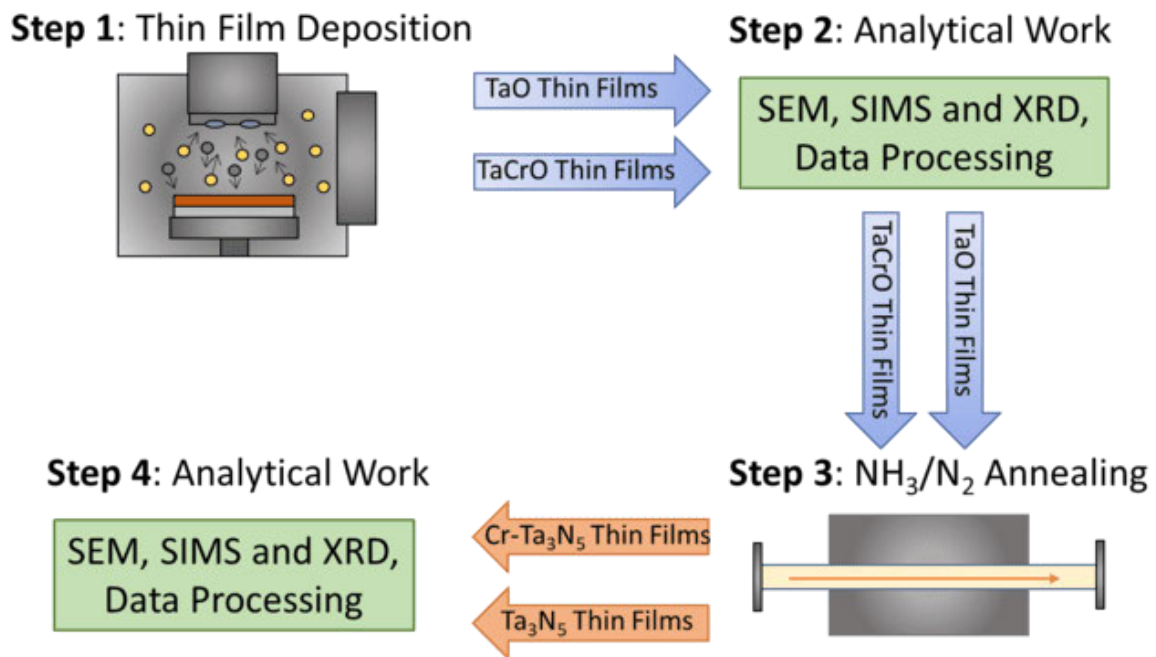 Step 1: Thin Film Deposition
Step 2: Analytical Work
TaO Thin Films
TaCrO Thin Films
SEM, SIMS and XRD,
Data Processing
TaCrO Thin Films
TaO Thin Films
Step 3: NH₃/N₂ Annealing
Step 4: Analytical Work
Cr-Ta₃N₅ Thin Films
Ta₃N₅ Thin Films
SEM, SIMS and XRD,
Data Processing